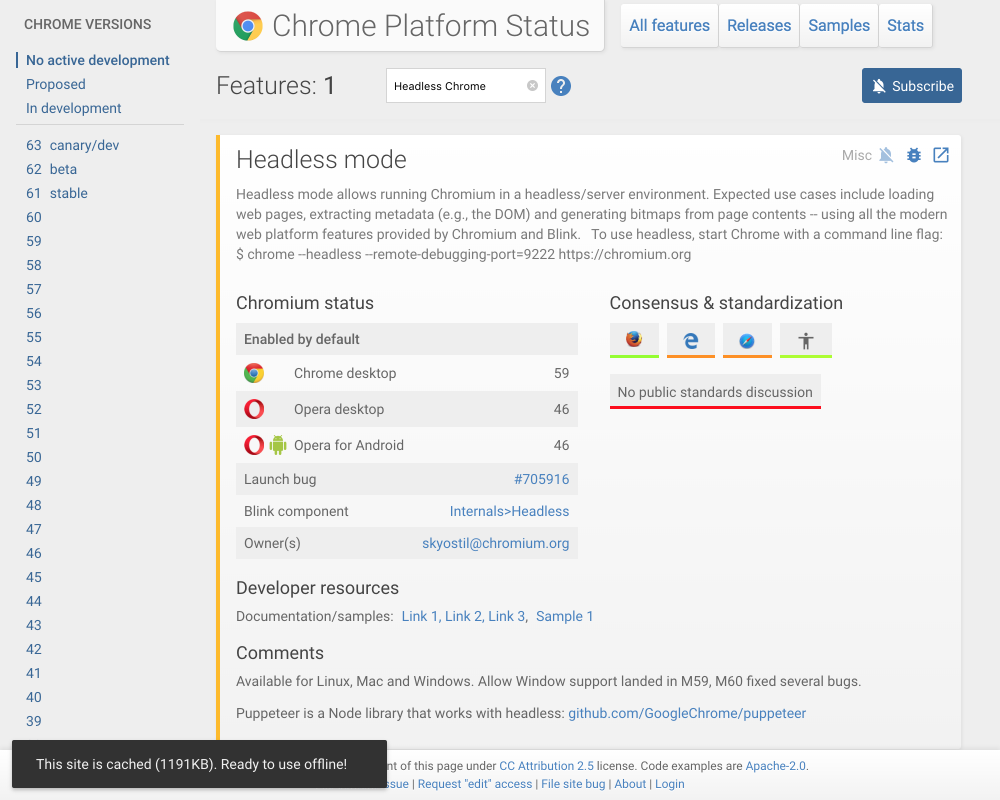 CHROME VERSIONS
No active development
Proposed
In development
63 canary/dev
62 beta
61 stable
60
59
58
57
56
55
54
53
52
51
50
49
48
47
46
45
44
43
42
41
40
39
Chrome Platform Status
All features
Releases
Samples
Stats
Features: 1
Headless Chrome
?
Subscribe
Headless mode
Misc
Headless mode allows running Chromium in a headless/server environment. Expected use cases include loading
web pages, extracting metadata (e.g., the DOM) and generating bitmaps from page contents -- using all the modern
web platform features provided by Chromium and Blink. To use headless, start Chrome with a command line flag:
$ chrome --headless --remote-debugging-port=9222 https://chromium.org
Chromium status
Enabled by default
Chrome desktop 59
Opera desktop 46
Opera for Android 46
Launch bug #705916
Blink component Internals>Headless
Owner(s) skyostil@chromium.org
Consensus & standardization
No public standards discussion
Developer resources
Documentation/samples: Link 1, Link 2, Link 3, Sample 1
Comments
Available for Linux, Mac and Windows. Allow Window support landed in M59, M60 fixed several bugs.
Puppeteer is a Node library that works with headless: github.com/GoogleChrome/puppeteer
This site is cached (1191KB). Ready to use offline!
of this page under CC Attribution 2.5 license. Code examples are Apache-2.0.
| Request "edit" access | File site bug | About | Login